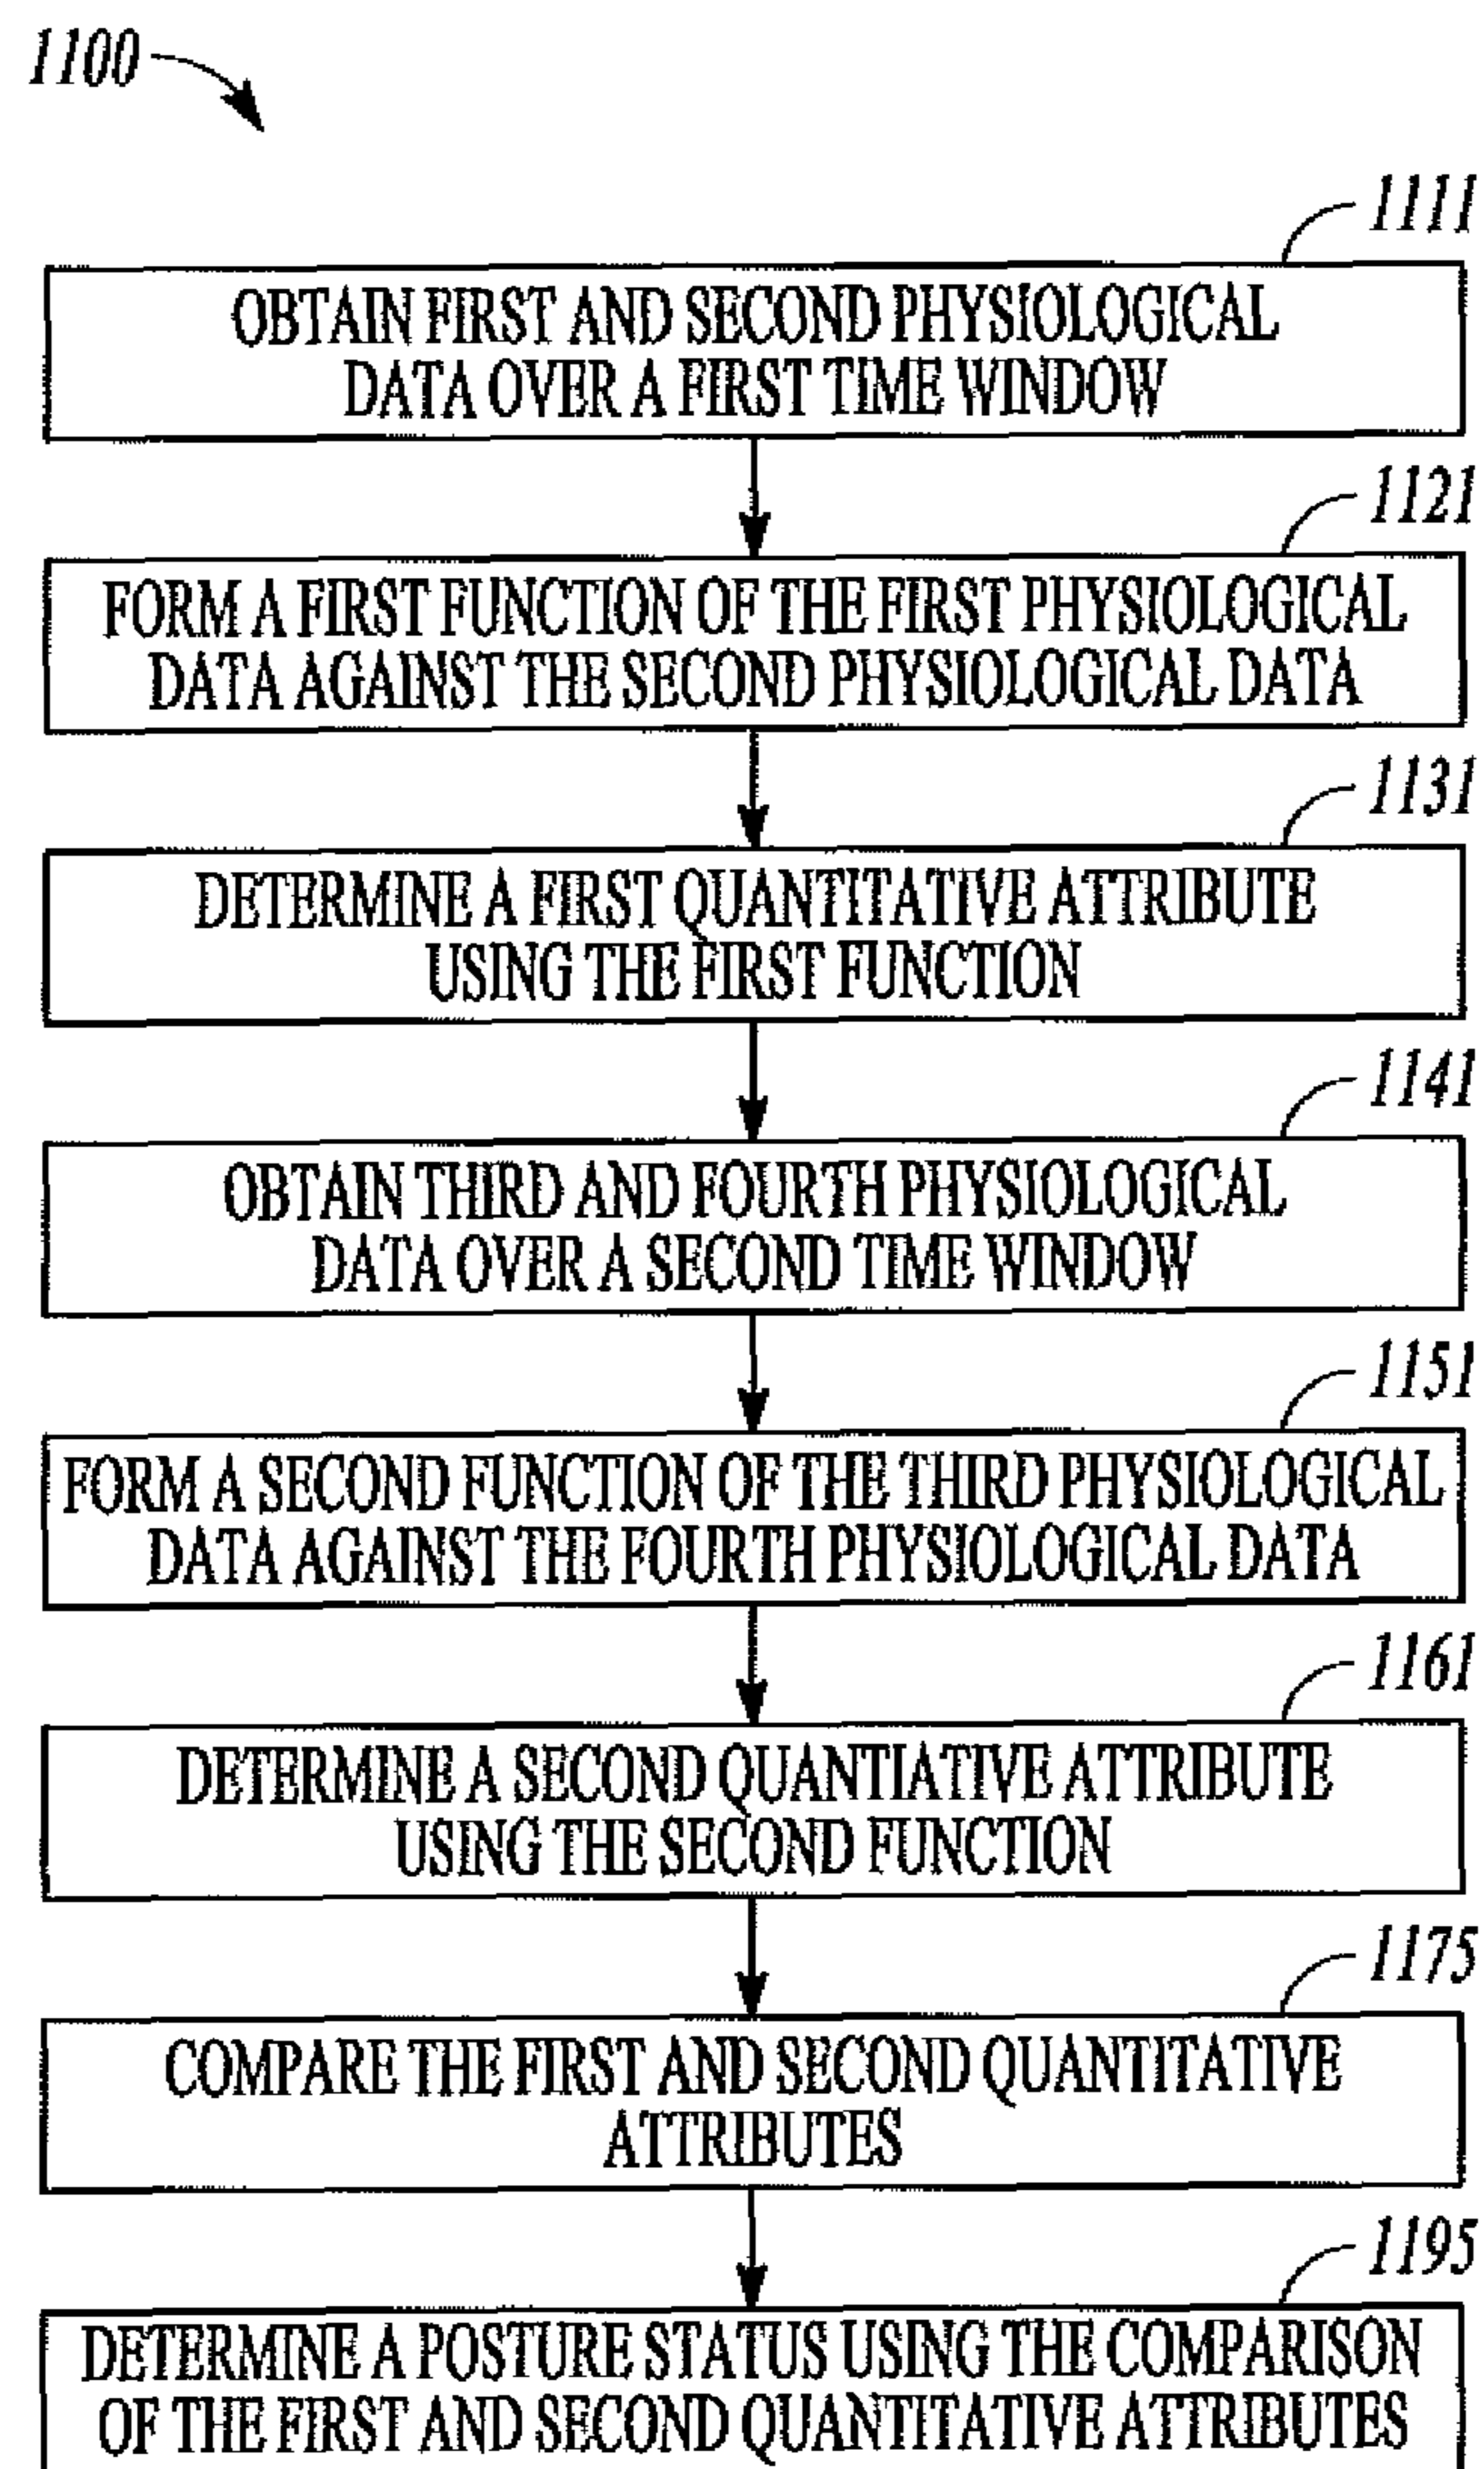 1100
1111
OBTAIN FIRST AND SECOND PHYSIOLOGICAL
DATA OVER A FIRST TIME WINDOW
1121
FORM A FIRST FUNCTION OF THE FIRST PHYSIOLOGICAL
DATA AGAINST THE SECOND PHYSIOLOGICAL DATA
1131
DETERMINE A FIRST QUANTITATIVE ATTRIBUTE
USING THE FIRST FUNCTION
1141
OBTAIN THIRD AND FOURTH PHYSIOLOGICAL
DATA OVER A SECOND TIME WINDOW
1151
FORM A SECOND FUNCTION OF THE THIRD PHYSIOLOGICAL
DATA AGAINST THE FOURTH PHYSIOLOGICAL DATA
1161
DETERMINE A SECOND QUANTIATIVE ATTRIBUTE
USING THE SECOND FUNCTION
1175
COMPARE THE FIRST AND SECOND QUANTITATIVE
ATTRIBUTES
1195
DETERMINE A POSTURE STATUS USING THE COMPARISON
OF THE FIRST AND SECOND QUANTITATIVE ATTRIBUTES